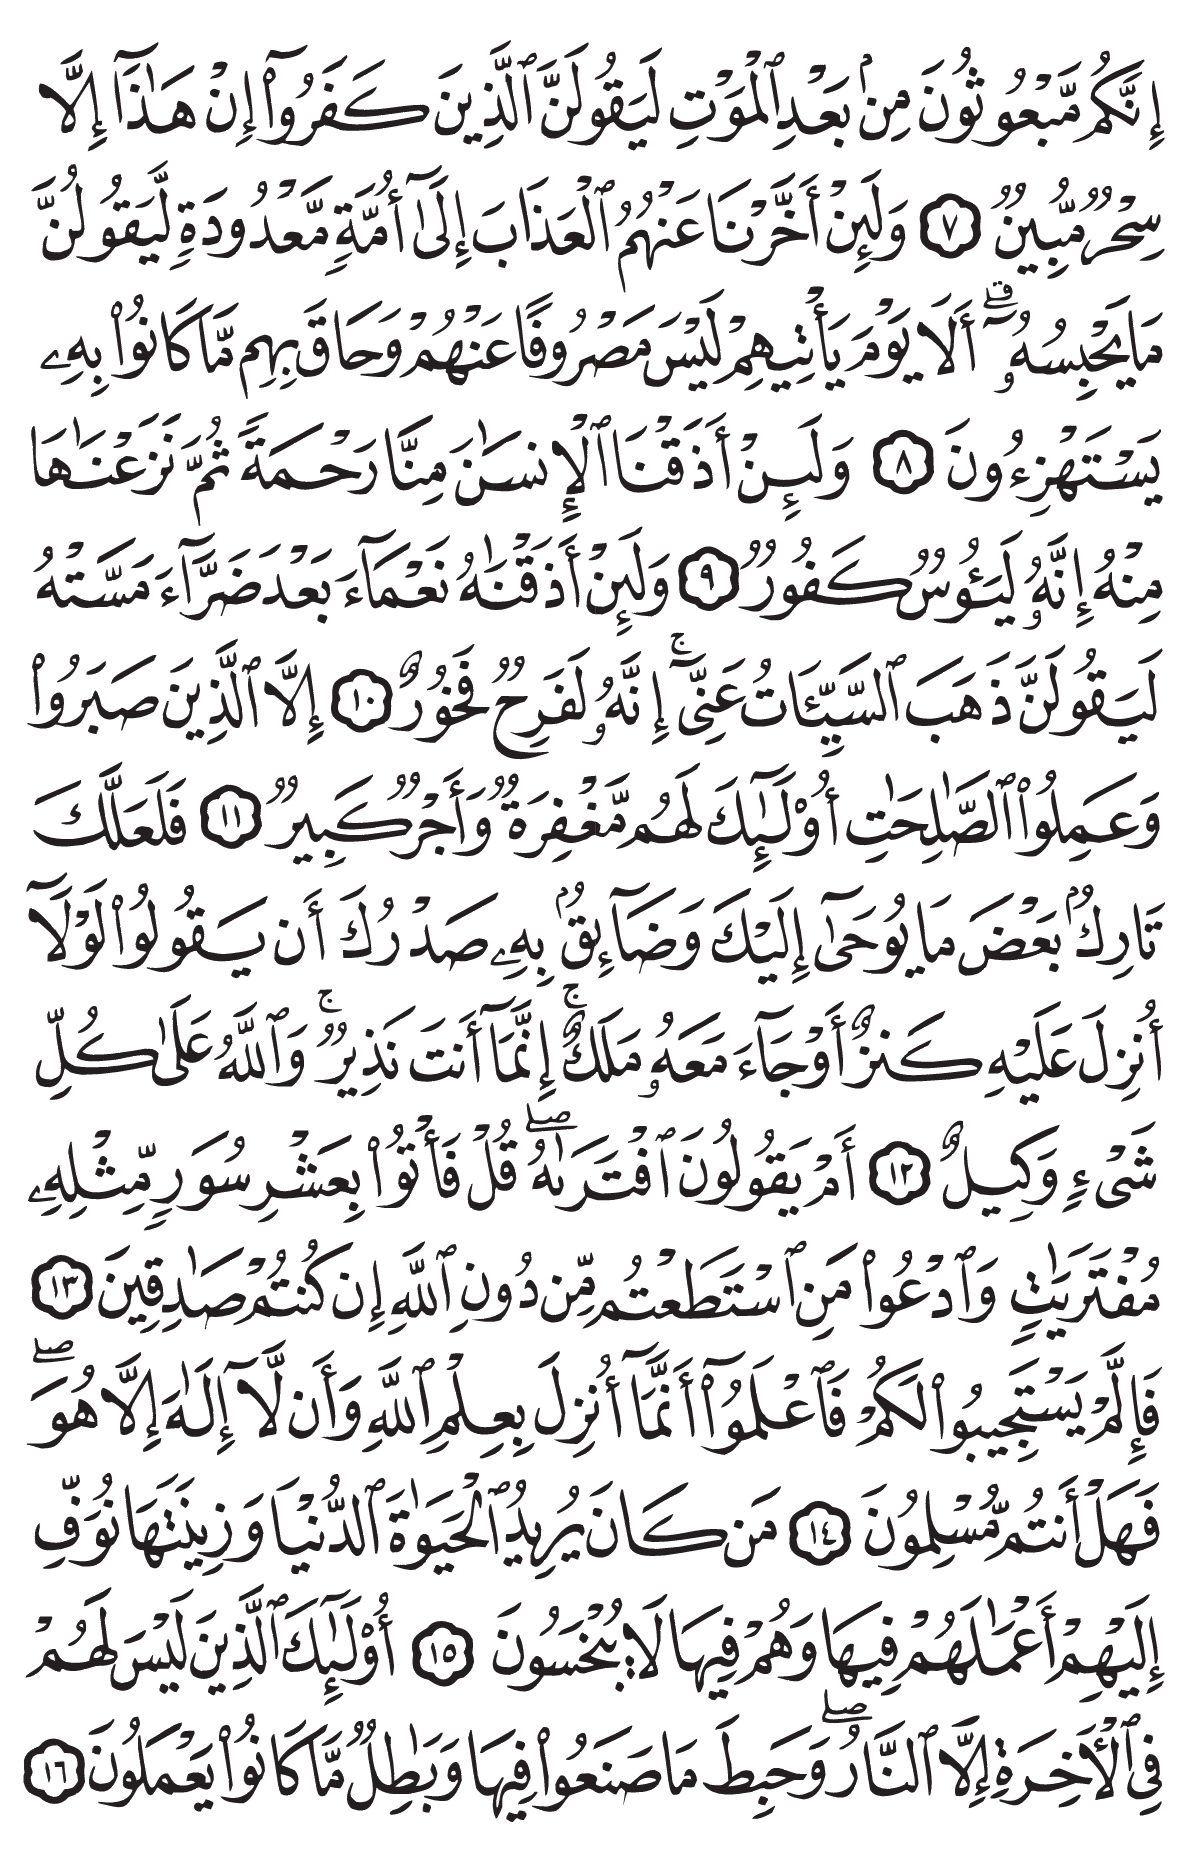 إِنَّكُم مَّبْعُوثُونَ مِنۢ بَعْدِ ٱلْمَوْتِ لَيَقُولَنَّ ٱلَّذِينَ كَفَرُوٓا۟ إِنْ هَـٰذَآ إِلَّا
سِحْرٌ مُّبِينٌ ٧ وَلَئِنْ أَخَّرْنَا عَنْهُمُ ٱلْعَذَابَ إِلَىٰٓ أُمَّةٍ مَّعْدُودَةٍ لَّيَقُولُنَّ
مَا يَحْبِسُهُۥٓ ۗ أَلَا يَوْمَ يَأْتِيهِمْ لَيْسَ مَصْرُوفًا عَنْهُمْ وَحَاقَ بِهِم مَّا كَانُوا۟ بِهِۦ
يَسْتَهْزِءُونَ ٨ وَلَئِنْ أَذَقْنَا ٱلْإِنسَـٰنَ مِنَّا رَحْمَةً ثُمَّ نَزَعْنَـٰهَا
مِنْهُ إِنَّهُۥ لَيَـُٔوسٌ كَفُورٌ ٩ وَلَئِنْ أَذَقْنَـٰهُ نَعْمَآءَ بَعْدَ ضَرَّآءَ مَسَّتْهُ
لَيَقُولَنَّ ذَهَبَ ٱلسَّيِّـَٔاتُ عَنِّىٓ ۚ إِنَّهُۥ لَفَرِحٌ فَخُورٌ ١٠ إِلَّا ٱلَّذِينَ صَبَرُوا۟
وَعَمِلُوا۟ ٱلصَّـٰلِحَـٰتِ أُو۟لَـٰٓئِكَ لَهُم مَّغْفِرَةٌ وَأَجْرٌ كَبِيرٌ ١١ فَلَعَلَّكَ
تَارِكٌۢ بَعْضَ مَا يُوحَىٰٓ إِلَيْكَ وَضَآئِقٌۢ بِهِۦ صَدْرُكَ أَن يَقُولُوا۟ لَوْلَآ
أُنزِلَ عَلَيْهِ كَنزٌ أَوْ جَآءَ مَعَهُۥ مَلَكٌ ۚ إِنَّمَآ أَنتَ نَذِيرٌ ۚ وَٱللَّهُ عَلَىٰ كُلِّ
شَىْءٍ وَكِيلٌ ١٢ أَمْ يَقُولُونَ ٱفْتَرَىٰهُ ۖ قُلْ فَأْتُوا۟ بِعَشْرِ سُوَرٍ مِّثْلِهِۦ
مُفْتَرَيَـٰتٍ وَٱدْعُوا۟ مَنِ ٱسْتَطَعْتُم مِّن دُونِ ٱللَّهِ إِن كُنتُمْ صَـٰدِقِينَ ١٣
فَإِلَّمْ يَسْتَجِيبُوا۟ لَكُمْ فَٱعْلَمُوٓا۟ أَنَّمَآ أُنزِلَ بِعِلْمِ ٱللَّهِ وَأَن لَّآ إِلَـٰهَ إِلَّا هُوَ ۖ
فَهَلْ أَنتُم مُّسْلِمُونَ ١٤ مَن كَانَ يُرِيدُ ٱلْحَيَوٰةَ ٱلدُّنْيَا وَزِينَتَهَا نُوَفِّ
إِلَيْهِمْ أَعْمَـٰلَهُمْ فِيهَا وَهُمْ فِيهَا لَا يُبْخَسُونَ ١٥ أُو۟لَـٰٓئِكَ ٱلَّذِينَ لَيْسَ لَهُمْ
فِى ٱلْـَٔاخِرَةِ إِلَّا ٱلنَّارُ ۖ وَحَبِطَ مَا صَنَعُوا۟ فِيهَا وَبَـٰطِلٌ مَّا كَانُوا۟ يَعْمَلُونَ ١٦